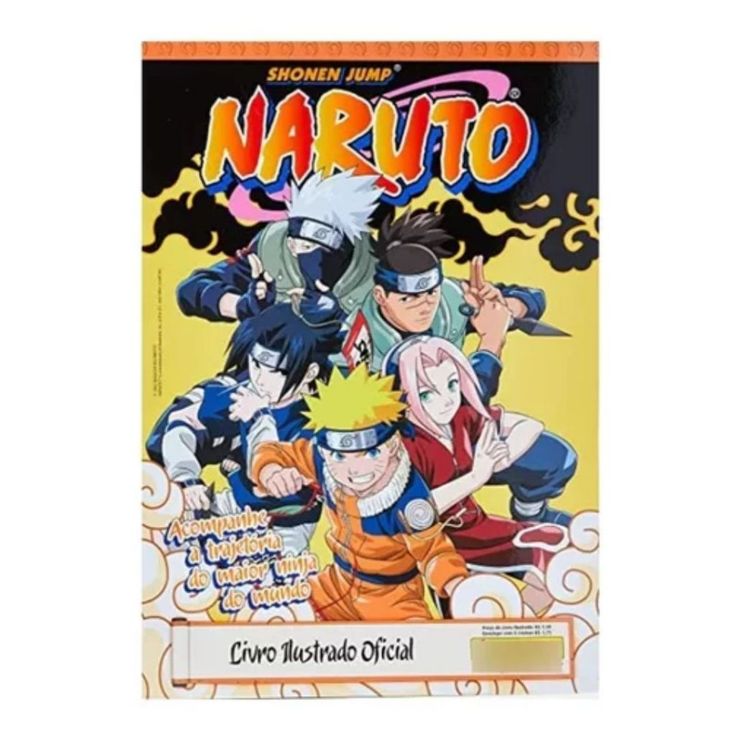 SHONEN JUMP®
NARUTO®
Acompanhe
a trajetória
do maior ninja
do mundo
Livro Ilustrado Oficial